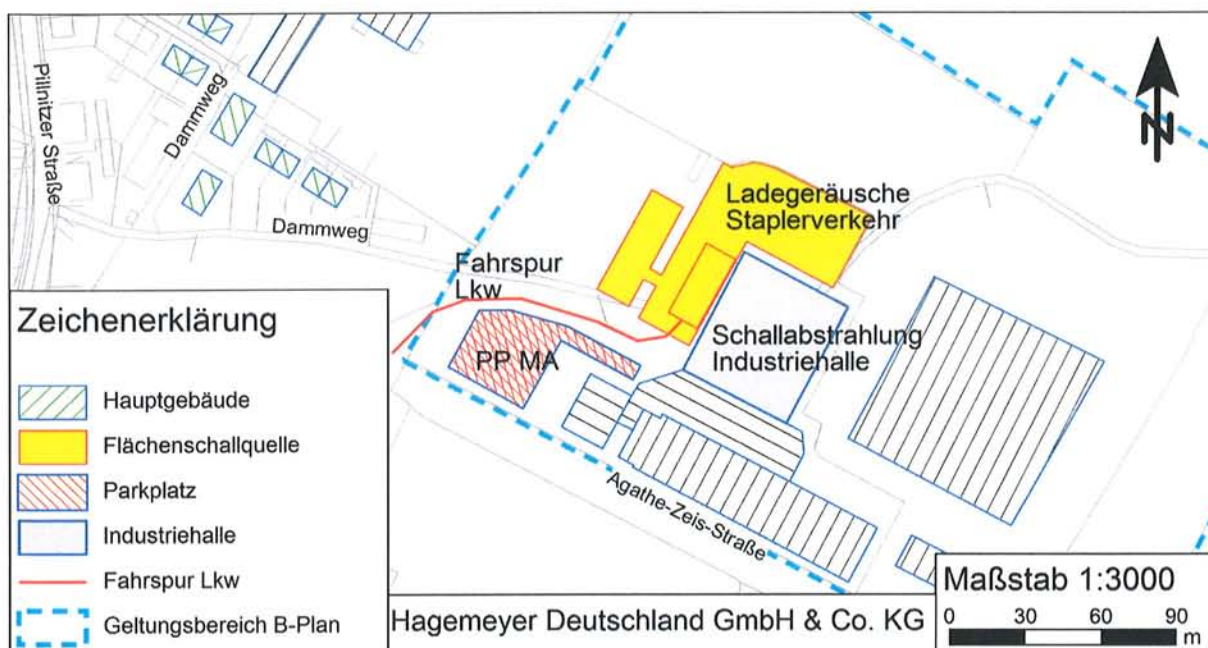 Pillnitzer Straße
Dammweg
Dammweg
Ladegeräusche
Staplerverkehr
Fahrspur
Lkw
Schallabstrahlung
Industriehalle
PP MA
Agathe-Zeis-Straße
N
Zeichenerklärung
Hauptgebäude
Flächenschallquelle
Parkplatz
Industriehalle
Fahrspur Lkw
Geltungsbereich B-Plan
Hagemeyer Deutschland GmbH & Co. KG
Maßstab 1:3000
0 30 60 90
m